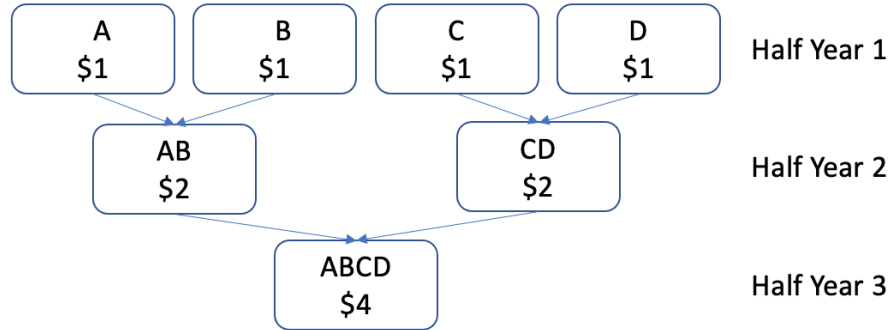 A
$1
B
$1
C
$1
D
$1
Half Year 1
AB
$2
CD
$2
Half Year 2
ABCD
$4
Half Year 3